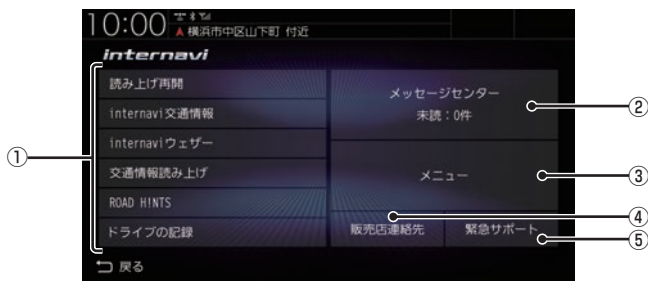 10:00
横浜市中区山下町 付近
internavi
読み上げ再開
internavi交通情報
internaviウェザー
交通情報読み上げ
ROAD H!NTS
ドライブの記録
メッセージセンター
未読：0件
メニュー
販売店連絡先
緊急サポート
戻る
①
②
③
④
⑤